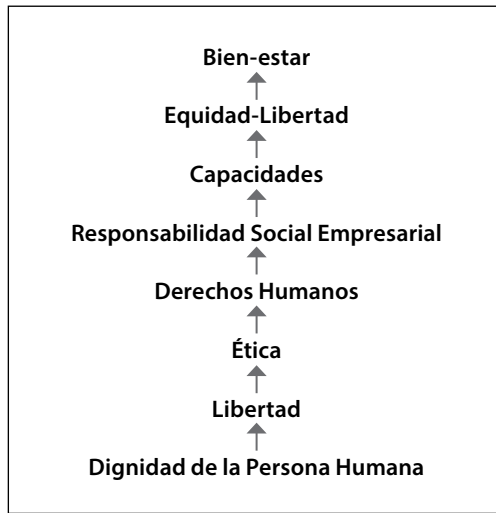 Bien-estar
Equidad-Libertad
Capacidades
Responsabilidad Social Empresarial
Derechos Humanos
Ética
Libertad
Dignidad de la Persona Humana